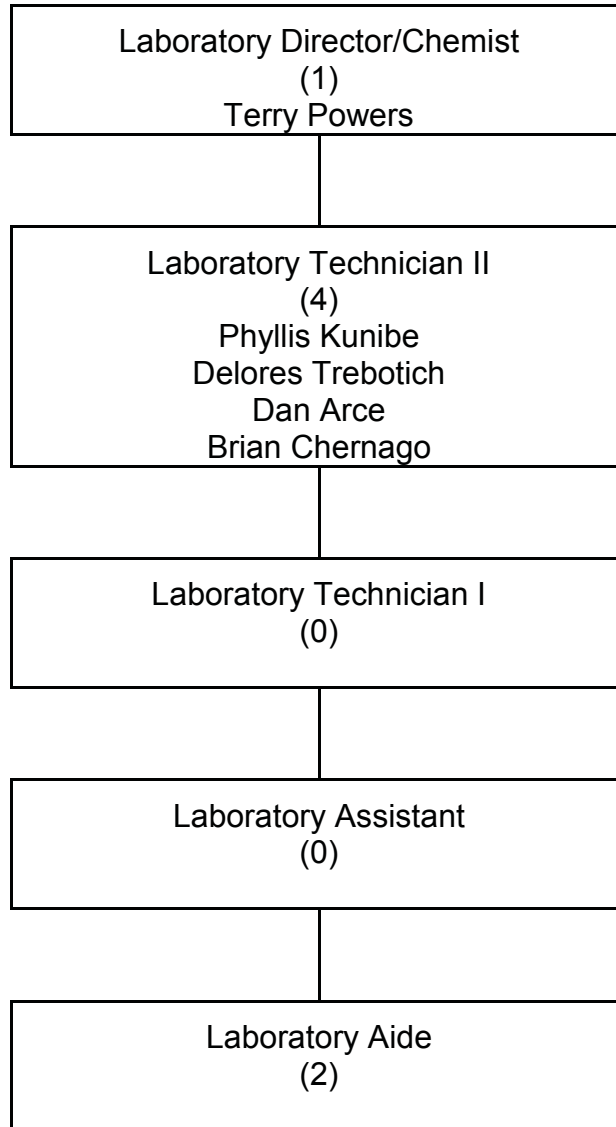 Laboratory Director/Chemist
(1)
Terry Powers
Laboratory Technician II
(4)
Phyllis Kunibe
Delores Trebotich
Dan Arce
Brian Chernago
Laboratory Technician I
(0)
Laboratory Assistant
(0)
Laboratory Aide
(2)